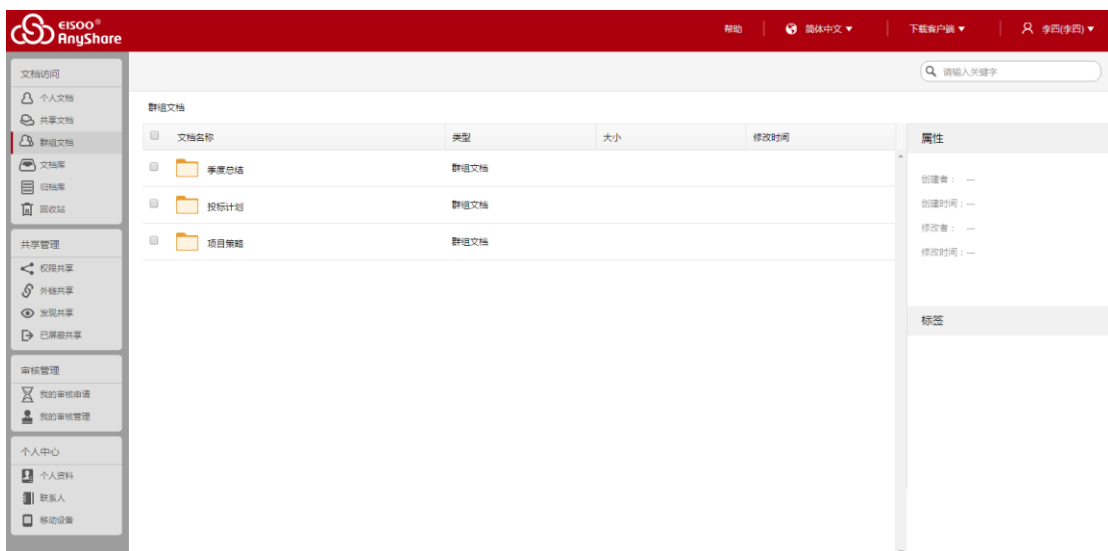 EISOO®
AnyShare
帮助
简体中文
下载客户端
李四(李四)
请输入关键字
文档访问
个人文档
共享文档
群组文档
文档库
归档库
回收站
共享管理
权限共享
外链共享
发现共享
已屏蔽共享
审核管理
我的审核申请
我的审核管理
个人中心
个人资料
联系人
移动设备
群组文档
文档名称 类型 大小 修改时间
季度总结 群组文档
投标计划 群组文档
项目策略 群组文档
属性
创建者： ---
创建时间：---
修改者： ---
修改时间：---
标签